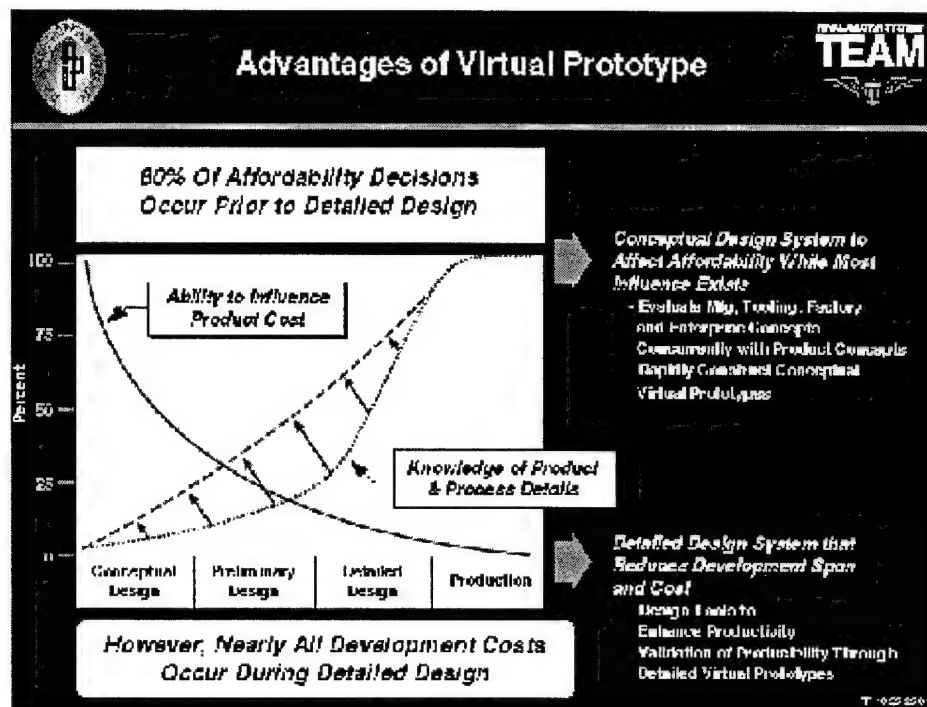 Advantages of Virtual Prototype
TEAM
60% Of Affordability Decisions
Occur Prior to Detailed Design
100
75
50
25
0
Percent
Ability to Influence
Product Cost
Knowledge of Product
& Process Details
Conceptual
Design
Preliminary
Design
Detailed
Design
Production
However, Nearly All Development Costs
Occur During Detailed Design
Conceptual Design System to
Affect Affordability While Most
Influence Exists
- Evaluate Mfg, Tooling, Factory
and Enterprise Concepts
Concurrently with Product Concepts
Rapidly Construct Conceptual
Virtual Prototypes
Detailed Design System that
Reduces Development Span
and Cost
Design Tools to
Enhance Productivity
Validation of Producibility Through
Detailed Virtual Prototypes